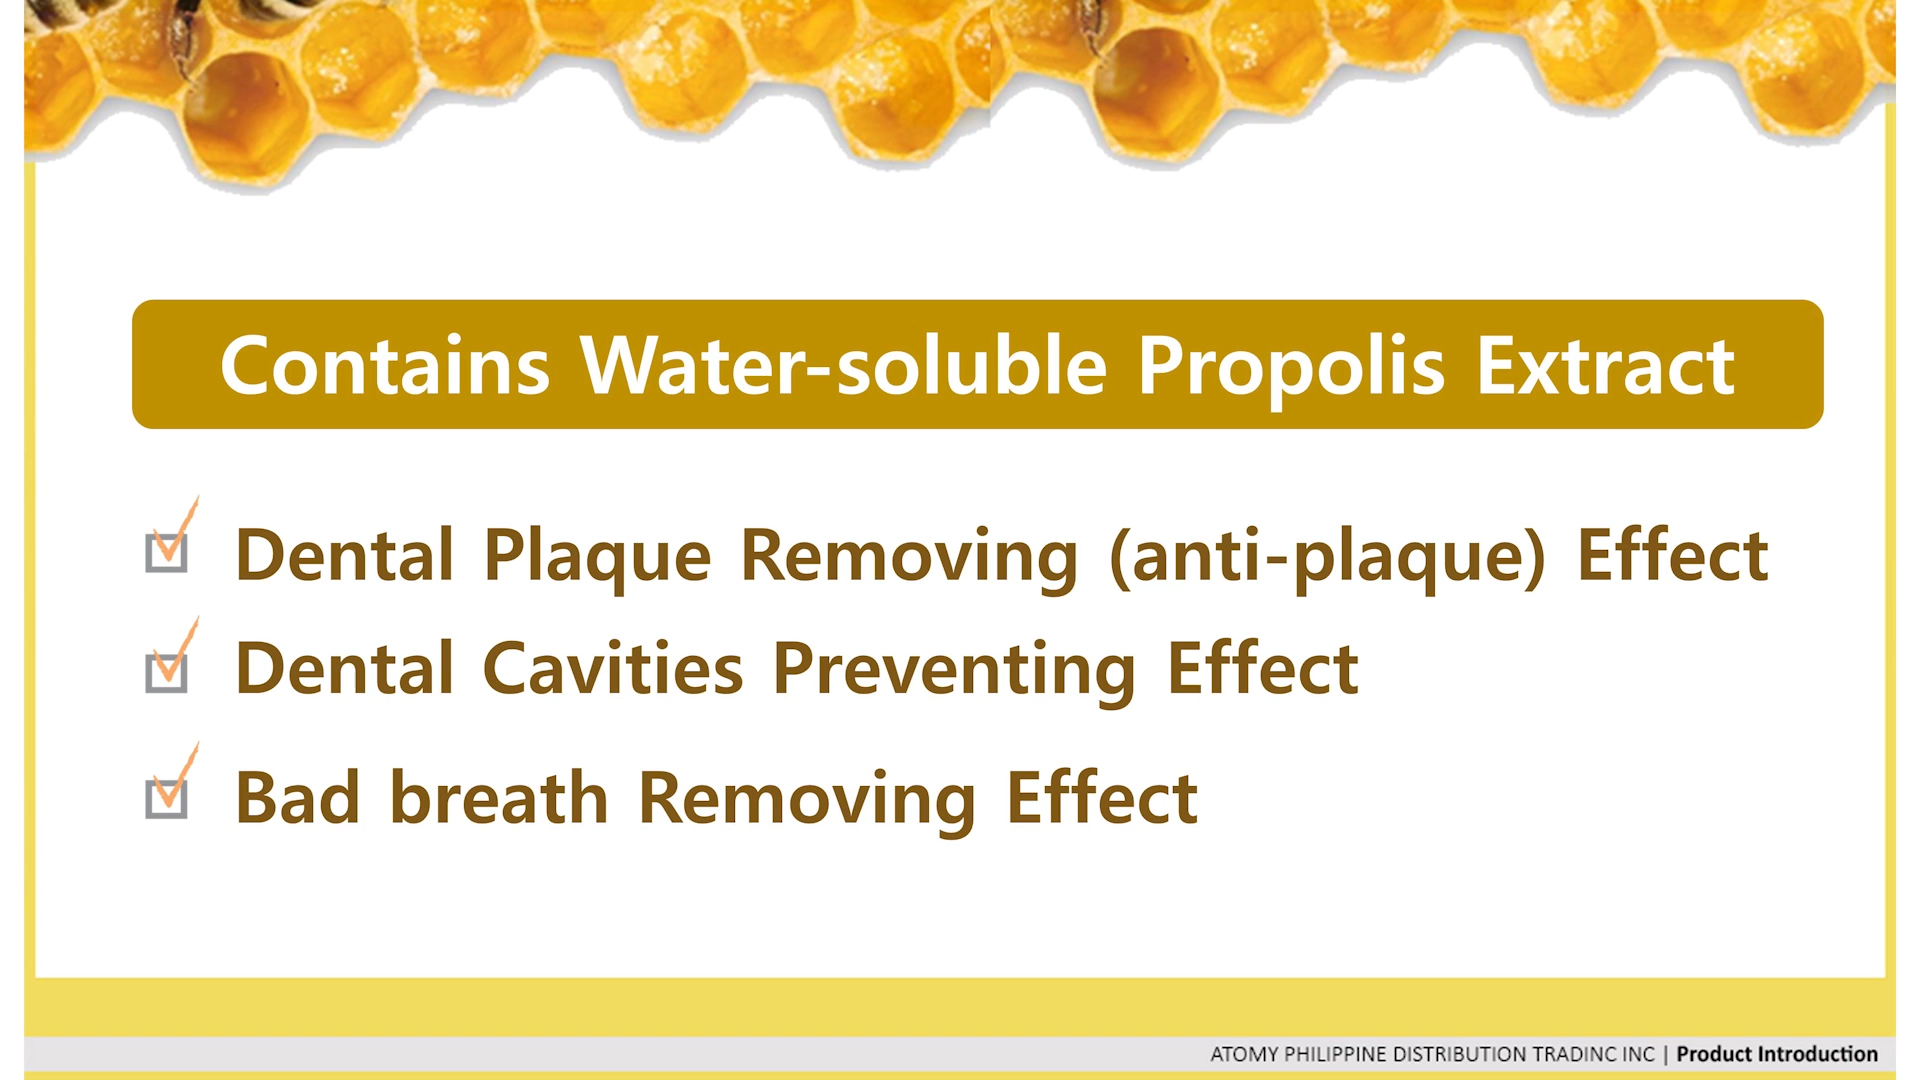 Contains Water-soluble Propolis Extract
Dental Plaque Removing (anti-plaque) Effect
Dental Cavities Preventing Effect
Bad breath Removing Effect
ATOMY PHILIPPINE DISTRIBUTION TRADINC INC | Product Introduction